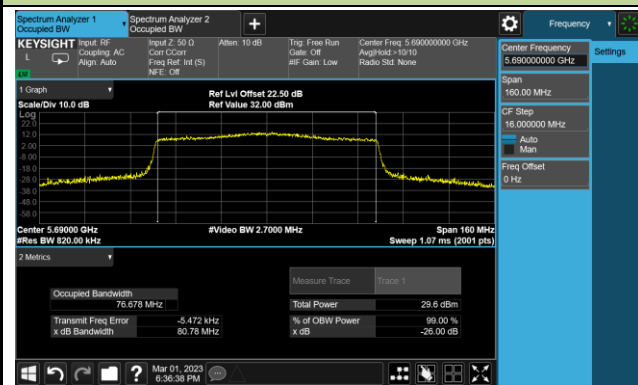 Spectrum Analyzer 1
Occupied BW
Spectrum Analyzer 2
Occupied BW
+
Frequency
KEYSIGHT
L
Input: RF
Coupling: AC
Align: Auto
Input Z: 50 Ω
Corr CCorr
Freq Ref: Int (S)
NFE: Off
Atten: 10 dB
Trig: Free Run
Gate: Off
#IF Gain: Low
Center Freq: 5.690000000 GHz
Avg|Hold:>10/10
Radio Std: None
Center Frequency
5.690000000 GHz
Settings
Span
160.00 MHz
CF Step
16.000000 MHz
Auto
Man
Freq Offset
0 Hz
1 Graph
Scale/Div 10.0 dB
Ref Lvl Offset 22.50 dB
Ref Value 32.00 dBm
Log
22.0
12.0
2.00
-8.00
-18.0
-28.0
-38.0
-48.0
-58.0
Center 5.69000 GHz
#Res BW 820.00 kHz
#Video BW 2.7000 MHz
Span 160 MHz
Sweep 1.07 ms (2001 pts)
2 Metrics
Measure Trace
Trace 1
Occupied Bandwidth
76.678 MHz
Total Power
29.6 dBm
Transmit Freq Error
-5.472 kHz
% of OBW Power
99.00 %
x dB Bandwidth
80.78 MHz
x dB
-26.00 dB
?
Mar 01, 2023
6:36:38 PM